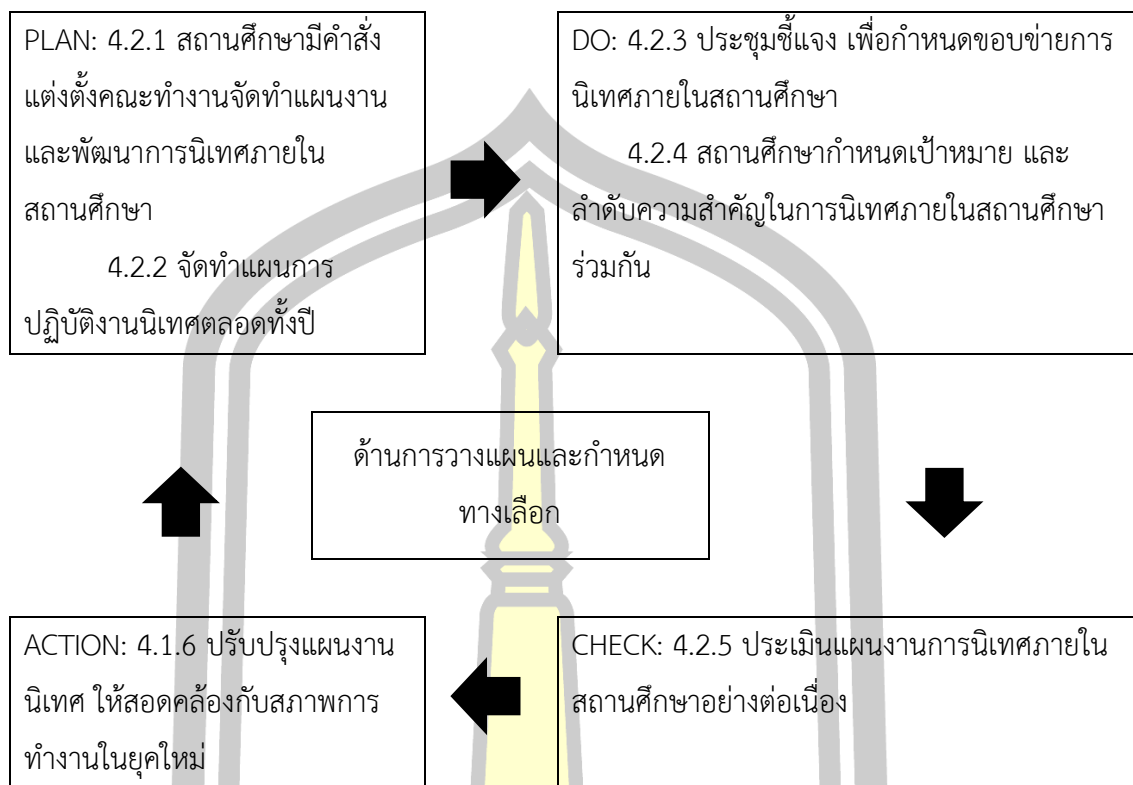 PLAN: 4.2.1 สถานศึกษามีคำสั่ง
แต่งตั้งคณะทำงานจัดทำแผนงาน
และพัฒนาการนิเทศภายใน
สถานศึกษา
4.2.2 จัดทำแผนการ
ปฏิบัติงานนิเทศตลอดทั้งปี
DO: 4.2.3 ประชุมชี้แจง เพื่อกำหนดขอบข่ายการ
นิเทศภายในสถานศึกษา
4.2.4 สถานศึกษากำหนดเป้าหมาย และ
ลำดับความสำคัญในการนิเทศภายในสถานศึกษา
ร่วมกัน
ด้านการวางแผนและกำหนด
ทางเลือก
ACTION: 4.1.6 ปรับปรุงแผนงาน
นิเทศ ให้สอดคล้องกับสภาพการ
ทำงานในยุคใหม่
CHECK: 4.2.5 ประเมินแผนงานการนิเทศภายใน
สถานศึกษาอย่างต่อเนื่อง